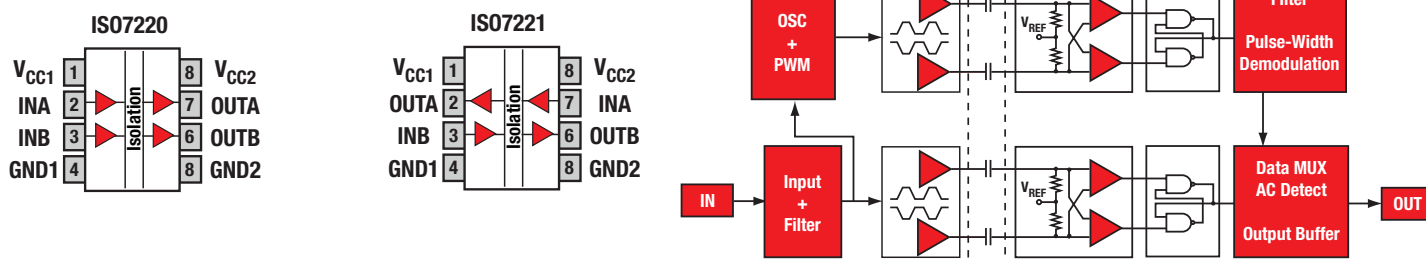 ISO7220
VCC1 1 8 VCC2
INA 2 7 OUTA
INB 3 6 OUTB
GND1 4 8 GND2
Isolation
ISO7221
VCC1 1 8 VCC2
OUTA 2 7 INA
INB 3 6 OUTB
GND1 4 8 GND2
Isolation
OSC
+
PWM
VREF
Filter
Pulse-Width
Demodulation
IN
Input
+
Filter
VREF
Data MUX
AC Detect
Output Buffer
OUT